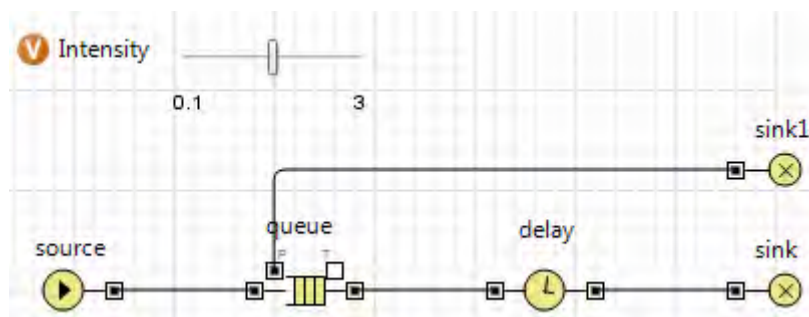 V Intensity
0.1 3
sink1
queue
P T
source
delay
sink